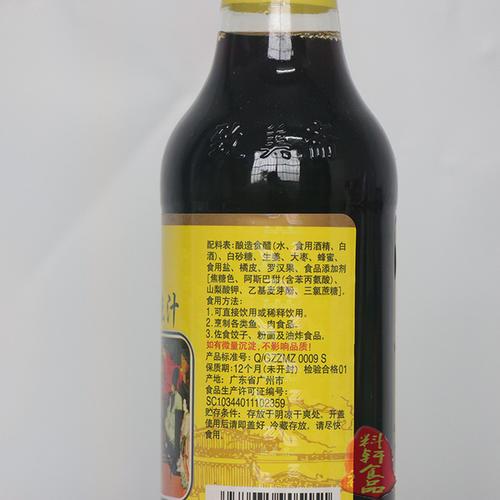 配料表:酿造食醋(水、食用酒精、白
酒)、白砂糖、生姜、大枣、蜂蜜、
食用盐、橘皮、罗汉果、食品添加剂
[焦糖色、阿斯巴甜(含苯丙氨酸)、
山梨酸钾、乙基麦芽酚、三氯蔗糖]。
食用方法:
1.可直接饮用或稀释饮用。
2.烹制各类鱼、肉食品。
3.佐食饺子、粉面及油炸食品。
如有微量沉淀,不影响品质!
产品标准号:Q/GZZMZ 0009 S
保质期:12个月(未开封) 检验合格01
产地:广东省广州市
食品生产许可证编号:
SC10344011102359
贮存条件:存放于阴凉干爽处。开盖
使用后请即盖好,冷藏存放。请尽快
食用。
汁
料轩食品